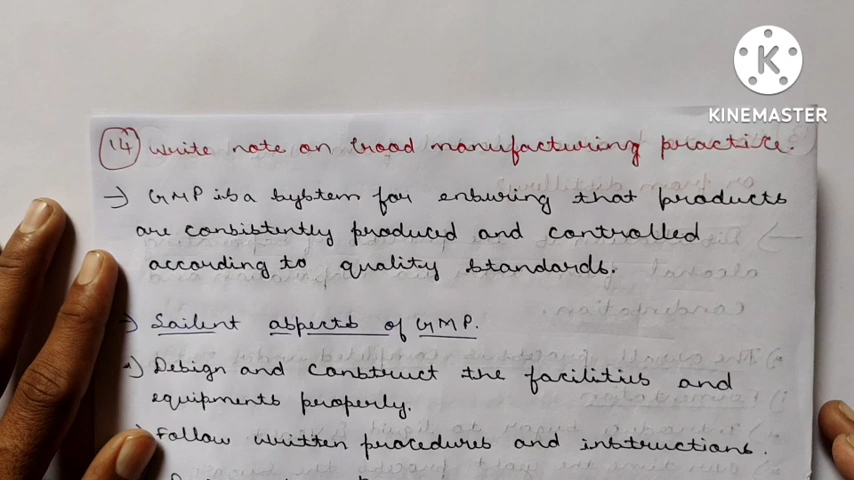 KINEMASTER
14 write note on Good manufacturing practice.
→ GMP is a system for ensuring that products
are consistently produced and controlled
according to quality standards.
→ Sailent aspects of GMP.
Design and construct the facilities and
equipments properly.
Follow written procedures and instructions.